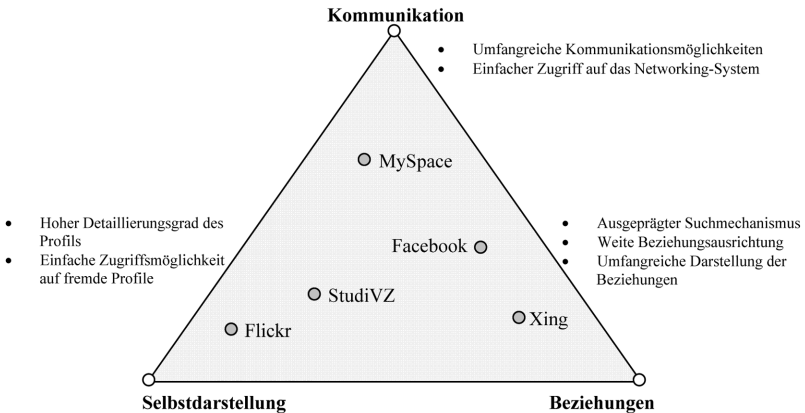 Kommunikation
• Umfangreiche Kommunikationsmöglichkeiten
• Einfacher Zugriff auf das Networking-System
MySpace
• Hoher Detaillierungsgrad des
Profils
• Einfache Zugriffsmöglichkeit
auf fremde Profile
• Ausgeprägter Suchmechanismus
• Weite Beziehungsausrichtung
• Umfangreiche Darstellung der
Beziehungen
Facebook
StudiVZ
Xing
Flickr
Selbstdarstellung
Beziehungen